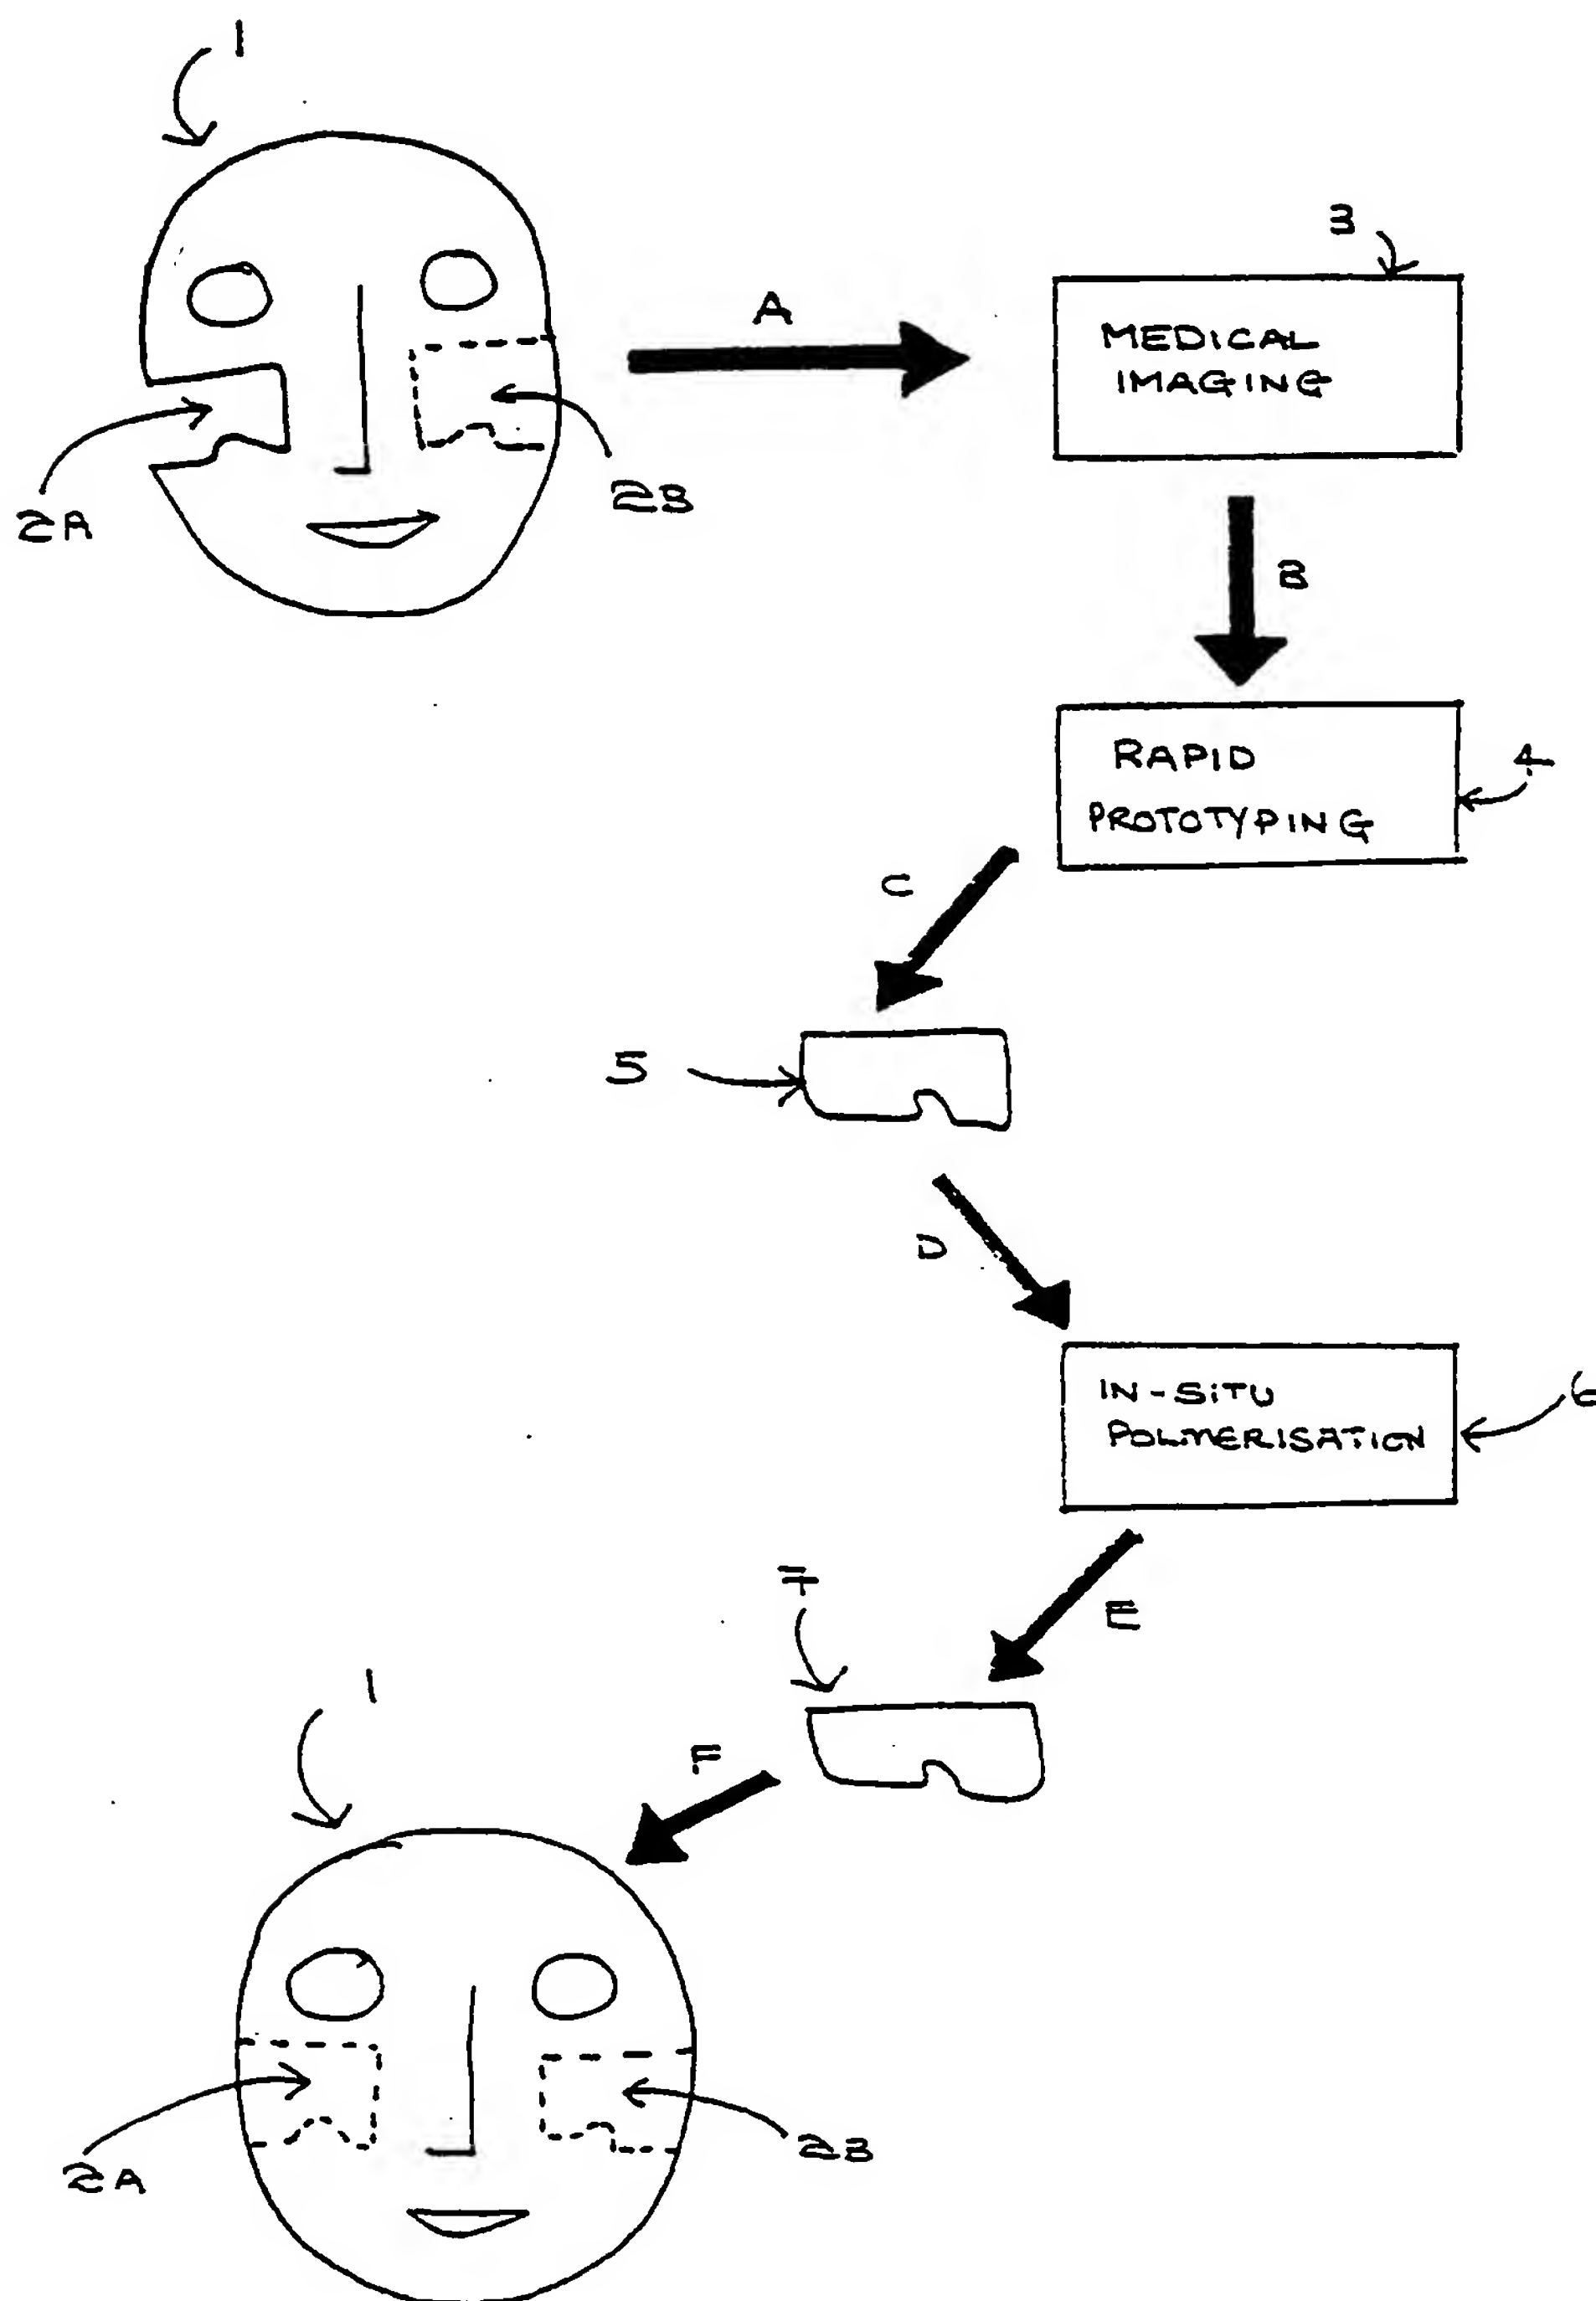 1
3
A
MEDICAL
IMAGING
2A
2B
B
RAPID
PROTOTYPING
4
C
5
D
IN-SiTU
POLMERISATION
6
7
E
1
F
2A
2B